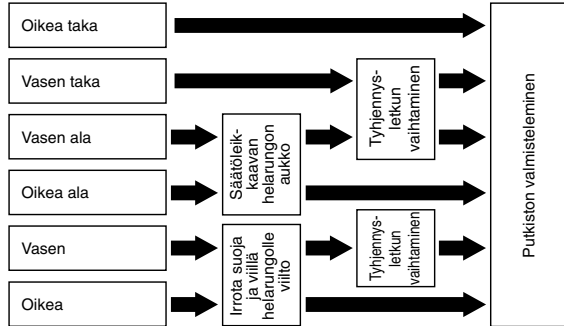 Oikea taka
Vasen taka
Vasen ala
Oikea ala
Vasen
Oikea
Säätöleik-
kaavan
helarungon
aukko
Irrota suoja
ja viillä
helarungolle
viilto
Tyhjennys-
letkun
vaihtaminen
Tyhjennys-
letkun
vaihtaminen
Putkiston valmisteleminen